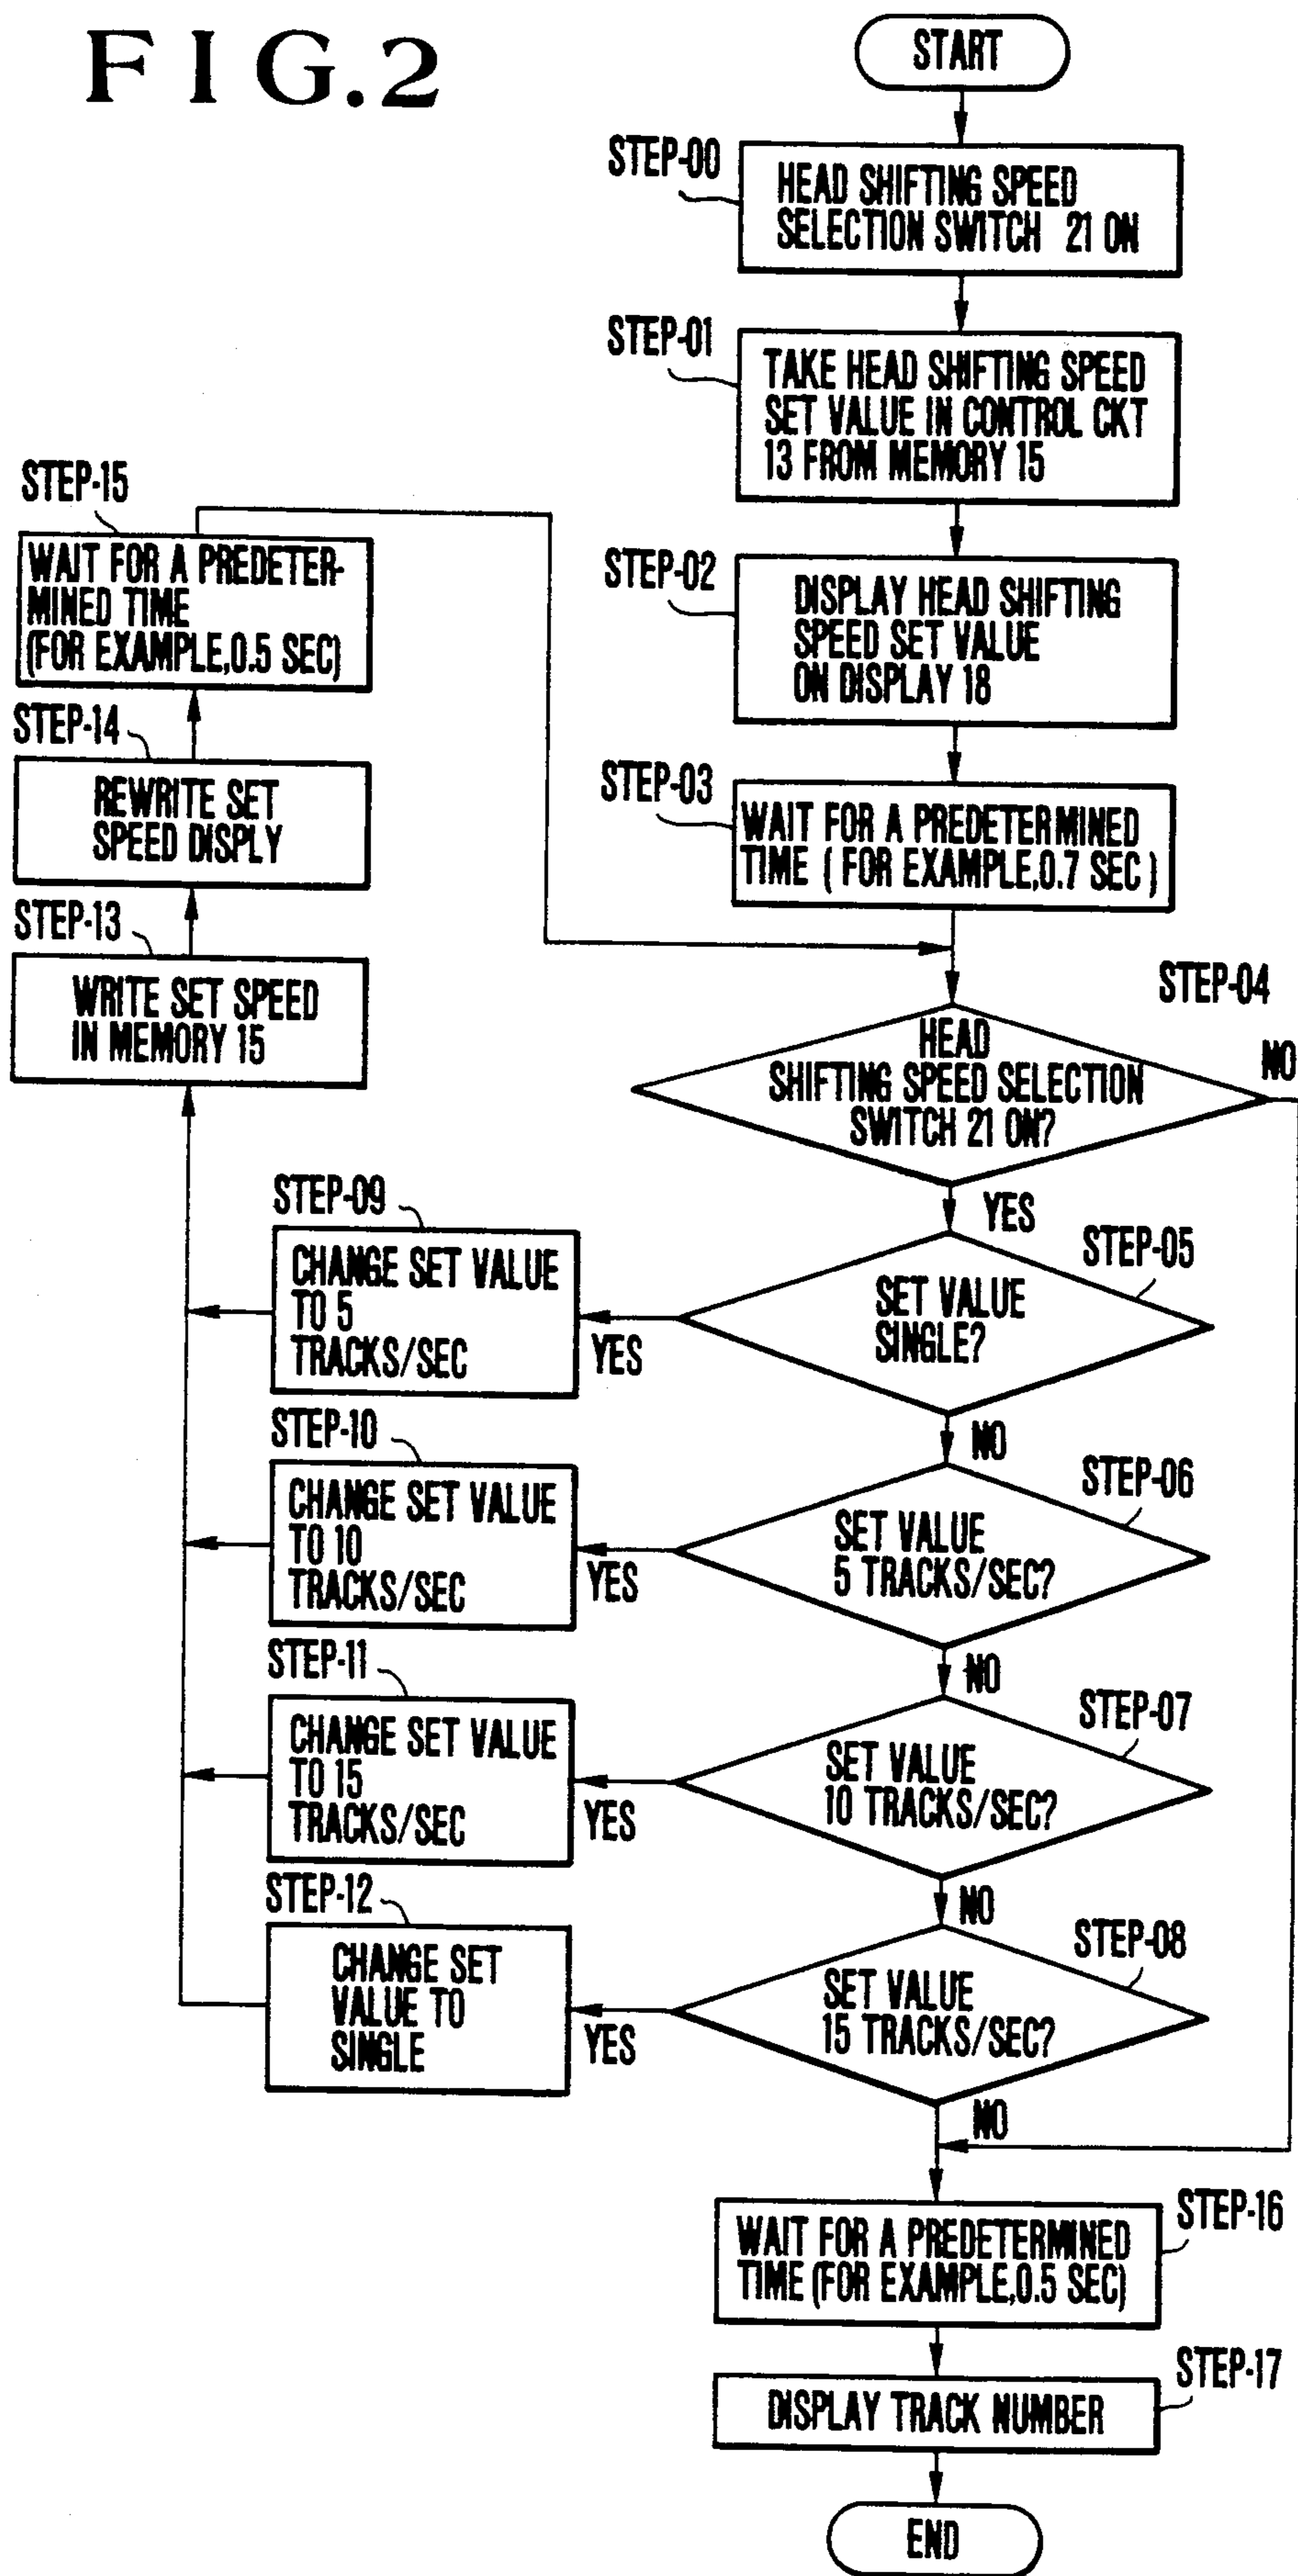 FIG.2
START
STEP-00
HEAD SHIFTING SPEED
SELECTION SWITCH 21 ON
STEP-01
TAKE HEAD SHIFTING SPEED
SET VALUE IN CONTROL CKT
13 FROM MEMORY 15
STEP-02
DISPLAY HEAD SHIFTING
SPEED SET VALUE
ON DISPLAY 18
STEP-03
WAIT FOR A PREDETERMINED
TIME (FOR EXAMPLE,0.7 SEC)
STEP-15
WAIT FOR A PREDETER-
MINED TIME
(FOR EXAMPLE,0.5 SEC)
STEP-14
REWRITE SET
SPEED DISPLY
STEP-13
WRITE SET SPEED
IN MEMORY 15
STEP-04
HEAD
SHIFTING SPEED SELECTION
SWITCH 21 ON?
NO
YES
STEP-09
CHANGE SET VALUE
TO 5
TRACKS/SEC
YES
STEP-05
SET VALUE
SINGLE?
NO
STEP-10
CHANGE SET VALUE
TO 10
TRACKS/SEC
YES
STEP-06
SET VALUE
5 TRACKS/SEC?
NO
STEP-11
CHANGE SET VALUE
TO 15
TRACKS/SEC
YES
STEP-07
SET VALUE
10 TRACKS/SEC?
NO
STEP-12
CHANGE SET
VALUE TO
SINGLE
YES
STEP-08
SET VALUE
15 TRACKS/SEC?
NO
STEP-16
WAIT FOR A PREDETERMINED
TIME (FOR EXAMPLE,0.5 SEC)
STEP-17
DISPLAY TRACK NUMBER
END